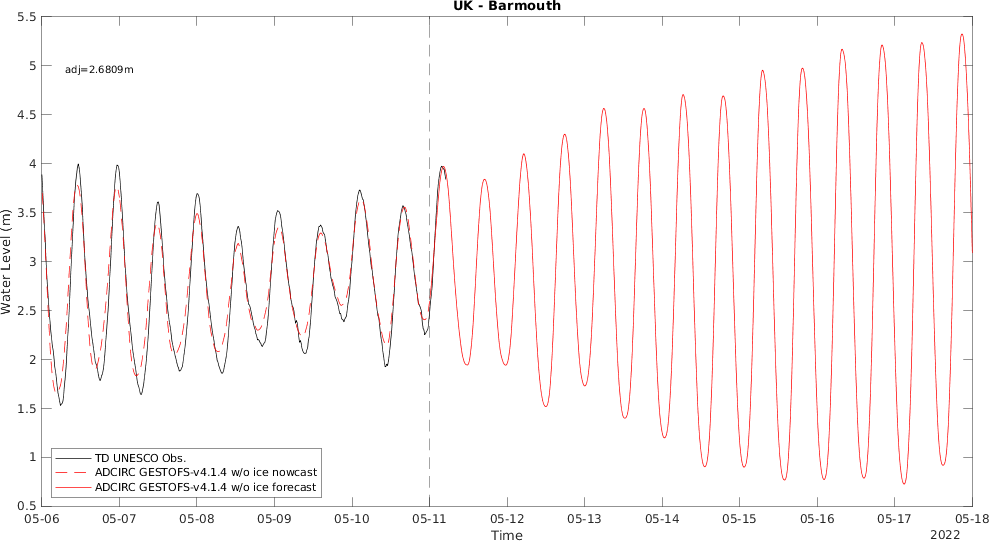 UK - Barmouth
5.5
5
4.5
4
3.5
3
2.5
2
1.5
1
0.5
Water Level (m)
adj=2.6809m
TD UNESCO Obs.
ADCIRC GESTOFS-v4.1.4 w/o ice nowcast
ADCIRC GESTOFS-v4.1.4 w/o ice forecast
05-06 05-07 05-08 05-09 05-10 05-11 05-12 05-13 05-14 05-15 05-16 05-17 05-18
Time
2022